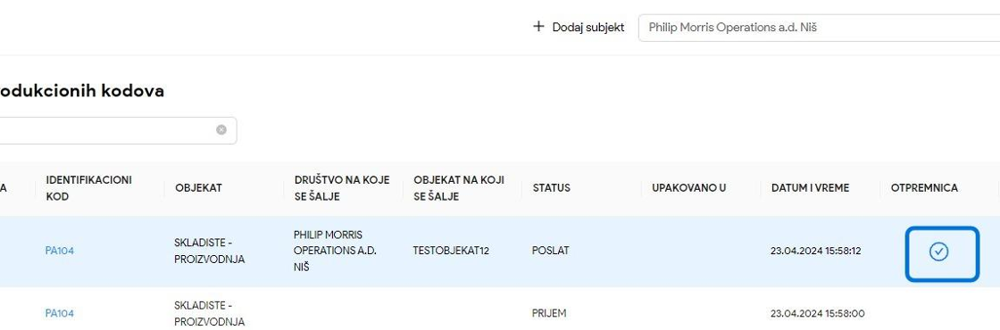 + Dodaj subjekt
Philip Morris Operations a.d. Niš
odukcionih kodova
A
IDENTIFIKACIONI
KOD
OBJEKAT
DRUŠTVO NA KOJE
SE ŠALJE
OBJEKAT NA KOJI
SE ŠALJE
STATUS
UPAKOVANO U
DATUM I VREME
OTPREMNICA
PA104
SKLADISTE -
PROIZVODNJA
PHILIP MORRIS
OPERATIONS A.D.
NIŠ
TESTOBJEKAT12
POSLAT
23.04.2024 15:58:12
PA104
SKLADISTE -
PROIZVODNJA
PRIJEM
23.04.2024 15:58:00